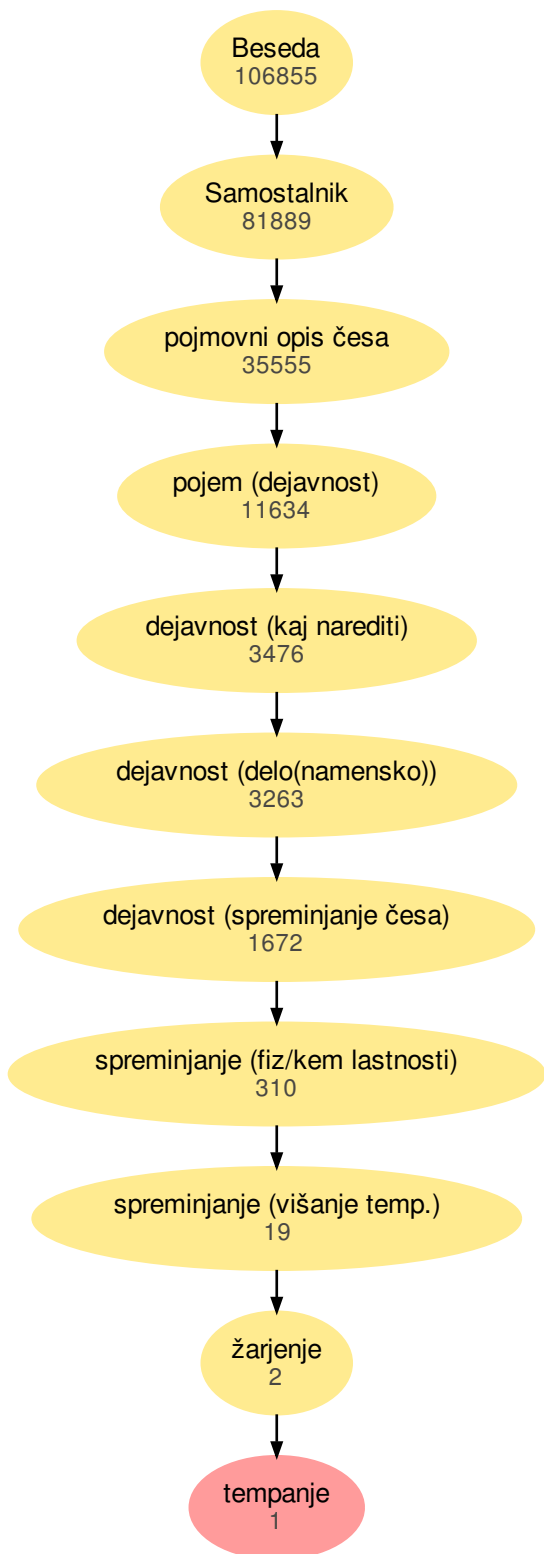 Beseda
106855
Samostalnik
81889
pojmovni opis česa
35555
pojem (dejavnost)
11634
dejavnost (kaj narediti)
3476
dejavnost (delo(namensko))
3263
dejavnost (spreminjanje česa)
1672
spreminjanje (fiz/kem lastnosti)
310
spreminjanje (višanje temp.)
19
žarjenje
2
tempanje
1